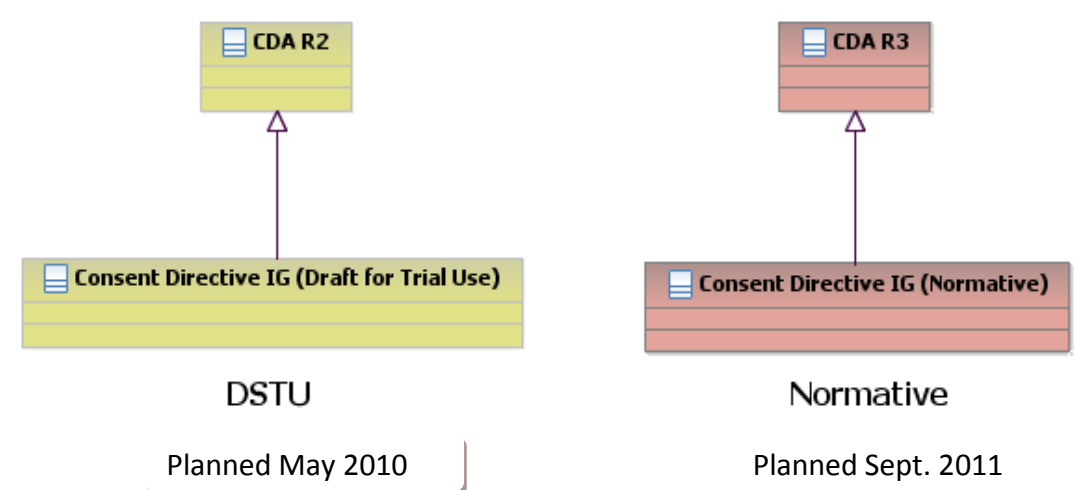 CDA R2
CDA R3
Consent Directive IG (Draft for Trial Use)
Consent Directive IG (Normative)
DSTU
Normative
Planned May 2010
Planned Sept. 2011